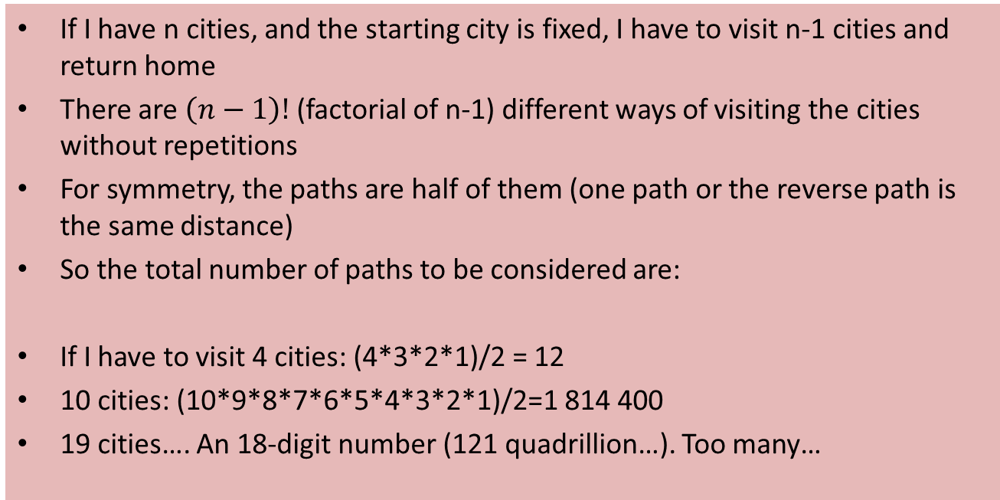 • If I have n cities, and the starting city is fixed, I have to visit n-1 cities and
return home
• There are (n − 1)! (factorial of n-1) different ways of visiting the cities
without repetitions
• For symmetry, the paths are half of them (one path or the reverse path is
the same distance)
• So the total number of paths to be considered are:
• If I have to visit 4 cities: (4*3*2*1)/2 = 12
• 10 cities: (10*9*8*7*6*5*4*3*2*1)/2=1 814 400
• 19 cities…. An 18-digit number (121 quadrillion…). Too many…